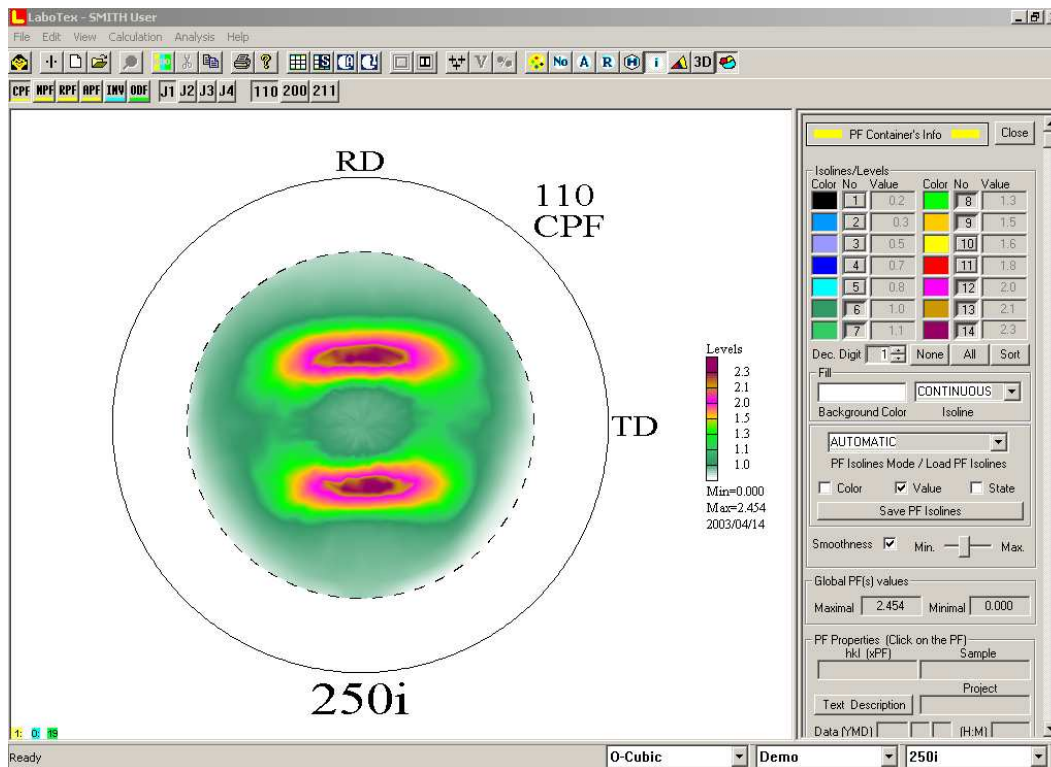 LaboTex - SMITH User
File Edit View Calculation Analysis Help
No A R H i 3D
CPF NPF RPF APF INV ODF J1 J2 J3 J4 110 200 211
RD
110
CPF
TD
250i
Levels
2.3
2.1
2.0
1.5
1.3
1.1
1.0
Min=0.000
Max=2.454
2003/04/14
1: 0: 19
PF Container's Info Close
Isolines/Levels
Color No Value Color No Value
1 0.2 8 1.3
2 0.3 9 1.5
3 0.5 10 1.6
4 0.7 11 1.8
5 0.8 12 2.0
6 1.0 13 2.1
7 1.1 14 2.3
Dec. Digit 1 None All Sort
Fill
CONTINUOUS
Background Color Isoline
AUTOMATIC
PF Isolines Mode / Load PF Isolines
Color Value State
Save PF Isolines
Smoothness Min. Max.
Global PF(s) values
Maximal 2.454 Minimal 0.000
PF Properties (Click on the PF)
hkl (xPF) Sample
Project
Text Description
Data (YMD) (H:M)
Ready O-Cubic Demo 250i